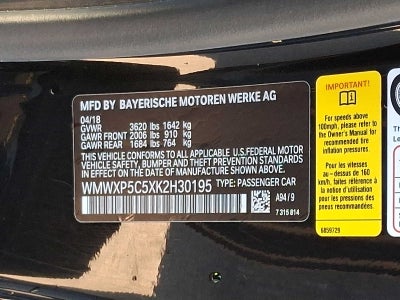 MFD BY BAYERISCHE MOTOREN WERKE AG
04/18
GVWR 3620 lbs 1642 kg
GAWR FRONT 2006 lbs 910 kg
GAWR REAR 1684 lbs 764 kg
THIS VEHICLE CONFORMS TO ALL APPLICABLE U.S.FEDERAL MOTOR
VEHICLE SAFETY, BUMPER, AND THEFT PREVENTION STANDARDS
IN EFFECT ON THE DATE OF MANUFACTURE SHOWN ABOVE.
WMWXP5C5XK2H30195 TYPE: PASSENGER CAR
A94/9
7 315 814
IMPORTANT!
For speeds above
100mph, please refer to
the Owner's Manual for
recommended tire
inflation pressures.
Pour les vitesses
au - dessus de 160
km/h, se référer à
la notice d'utilisation
pour les pressions
recommandées.
6859729